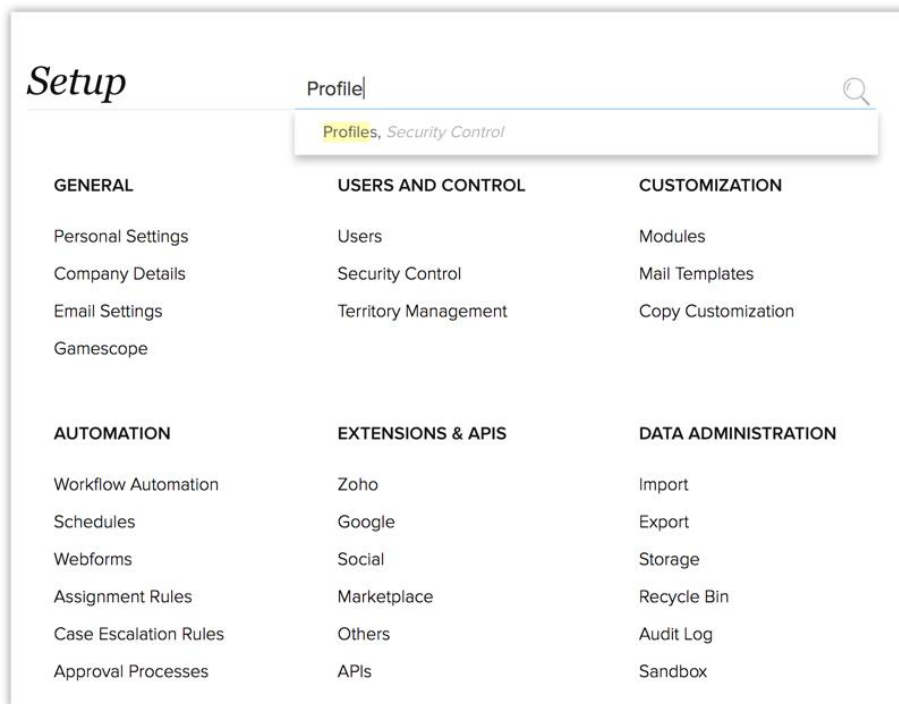 Setup
Profile
Profiles, Security Control
GENERAL
Personal Settings
Company Details
Email Settings
Gamescope
USERS AND CONTROL
Users
Security Control
Territory Management
CUSTOMIZATION
Modules
Mail Templates
Copy Customization
AUTOMATION
Workflow Automation
Schedules
Webforms
Assignment Rules
Case Escalation Rules
Approval Processes
EXTENSIONS & APIS
Zoho
Google
Social
Marketplace
Others
APIs
DATA ADMINISTRATION
Import
Export
Storage
Recycle Bin
Audit Log
Sandbox